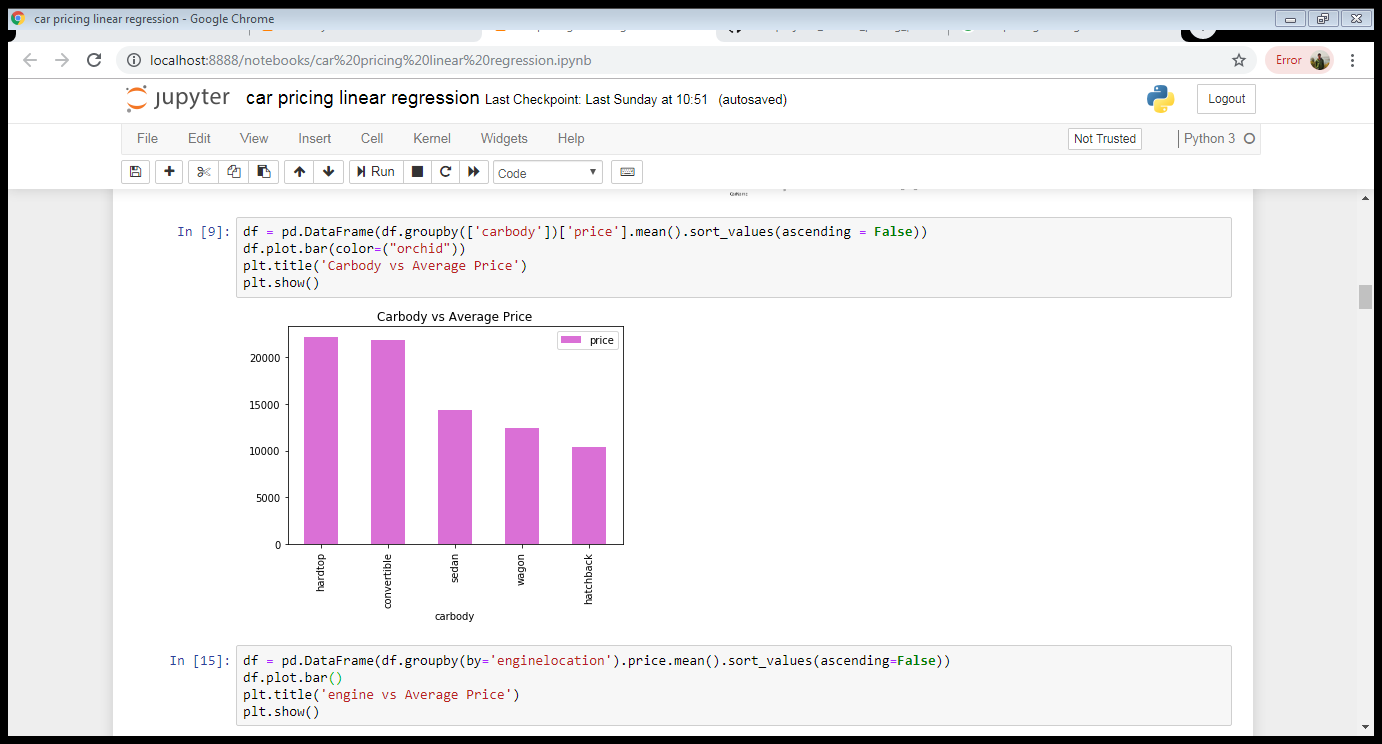 car pricing linear regression - Google Chrome
localhost:8888/notebooks/car%20pricing%20linear%20regression.ipynb
Error
jupyter car pricing linear regression Last Checkpoint: Last Sunday at 10:51 (autosaved)
Logout
File Edit View Insert Cell Kernel Widgets Help
Not Trusted
Python 3
Run
Code
In [9]:
df = pd.DataFrame(df.groupby(['carbody'])['price'].mean().sort_values(ascending = False))
df.plot.bar(color=("orchid"))
plt.title('Carbody vs Average Price')
plt.show()
Carbody vs Average Price
price
20000
15000
10000
5000
0
hardtop
convertible
sedan
wagon
hatchback
carbody
In [15]:
df = pd.DataFrame(df.groupby(by='enginelocation').price.mean().sort_values(ascending=False))
df.plot.bar()
plt.title('engine vs Average Price')
plt.show()